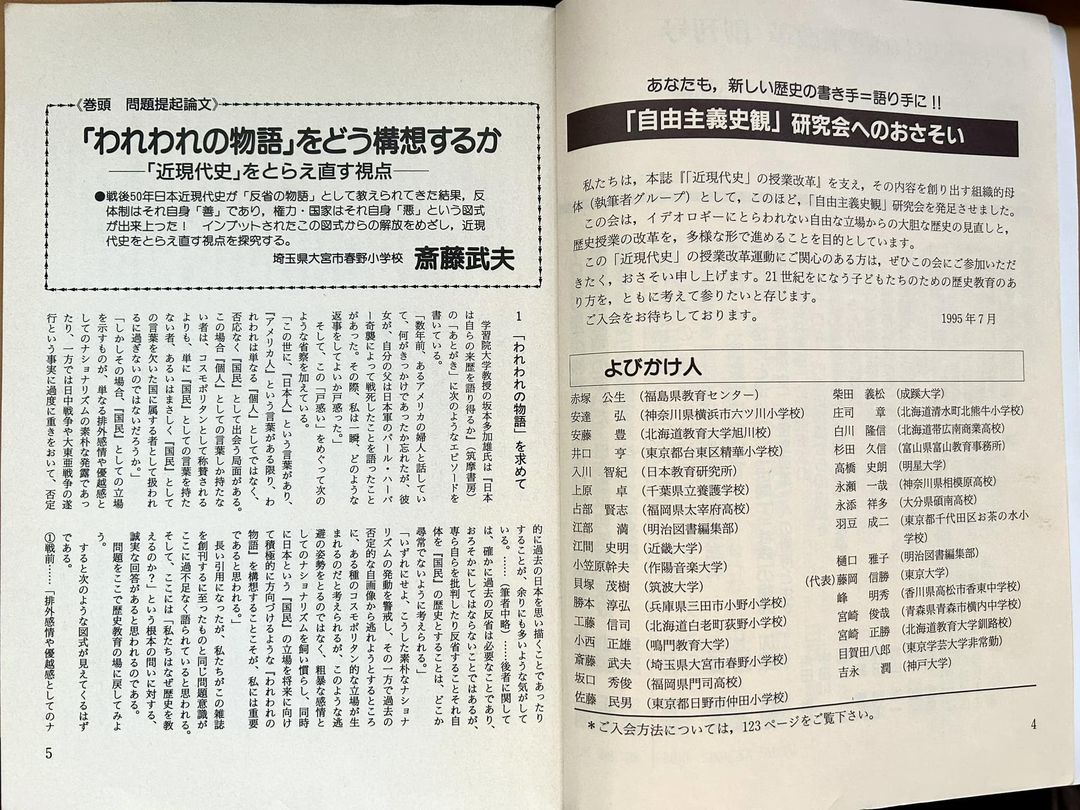 あなたも，新しい歴史の書き手＝語り手に!!
「自由主義史観」研究会へのおさそい
私たちは，本誌『「近現代史」の授業改革』を支え，その内容を創り出す組織的母
体（執筆者グループ）として，このほど，「自由主義史観」研究会を発足させました。
この会は，イデオロギーにとらわれない自由な立場からの大胆な歴史の見直しと，
歴史授業の改革を，多様な形で進めることを目的としています。
この「近現代史」の授業改革運動にご関心のある方は，ぜひこの会にご参加いただ
きたく，おさそい申し上げます。21世紀をになう子どもたちのための歴史教育のあ
り方を，ともに考えて参りたいと存じます。
ご入会をお待ちしております。
1995年7月
よびかけ人
赤塚　公生（福島県教育センター）
安達　弘（神奈川県横浜市六ツ川小学校）
安藤　豊（北海道教育大学旭川校）
井口　亨（東京都台東区精華小学校）
入川　智紀（日本教育研究所）
上原　卓（千葉県立養護学校）
占部　賢志（福岡県太宰府高校）
江部　満（明治図書編集部）
江間　史明（近畿大学）
小笠原幹夫（作陽音楽大学）
貝塚　茂樹（筑波大学）
勝本　淳弘（兵庫県三田市小野小学校）
工藤　信司（北海道白老町荻野小学校）
小西　正雄（鳴門教育大学）
斎藤　武夫（埼玉県大宮市春野小学校）
坂口　秀俊（福岡県門司高校）
佐藤　民男（東京都日野市仲田小学校）
柴田　義松（成蹊大学）
庄司　章（北海道清水町北熊牛小学校）
白川　隆信（北海道帯広南商業高校）
杉田　久信（富山県富山教育事務所）
高橋　史朗（明星大学）
永瀬　一哉（神奈川県相模原高校）
永添　祥多（大分県碩南高校）
羽豆　成二（東京都千代田区お茶の水小
学校）
樋口　雅子（明治図書編集部）
(代表)藤岡　信勝（東京大学）
峰　明秀（香川県高松市香東中学校）
宮崎　俊哉（青森県青森市横内中学校）
宮崎　正勝（北海道教育大学釧路校）
目賀田八郎（東京学芸大学非常勤）
吉永　潤（神戸大学）
＊ご入会方法については，123ページをご覧下さい。
4
《巻頭　問題提起論文》
「われわれの物語」をどう構想するか
──「近現代史」をとらえ直す視点──
●戦後50年日本近現代史が「反省の物語」として教えられてきた結果，反
体制はそれ自身「善」であり，権力・国家はそれ自身「悪」という図式
が出来上った！　インプットされたこの図式からの解放をめざし，近現
代史をとらえ直す視点を探究する。
埼玉県大宮市春野小学校　斎藤武夫
1　「われわれの物語」を求めて
学習院大学教授の坂本多加雄氏は『日本
は自らの来歴を語り得るか』（筑摩書房）
の「あとがき」に次のようなエピソードを
書いている。
「数年前、あるアメリカの婦人と話してい
て、何がきっかけであったか忘れたが、彼
女が、自分の父は日本軍のパール・ハーバ
ー奇襲によって戦死したことを語ったこと
があった。その際、私は一瞬、どのような
返事をしてよいか戸惑った。」
そして、この「戸惑い」をめぐって次の
ような省察を加えている。
「この世に、『日本人』という言葉があり、
『アメリカ人』という言葉がある限り、わ
れわれは単なる『個人』としてではなく、
否応なく『国民』として出会う局面がある。
この場合『個人』としての言葉しか持たな
い者は、コスモポリタンとして称賛される
よりも、単に『国民』としての言葉を持た
ない者、あるいはまさしく『国民』として
の言葉を欠いた国に属する者として扱われ
るに過ぎないのではないだろうか。」
「しかしその場合、『国民』としての立場
を示すものが、単なる排外感情や優越感と
してのナショナリズムの素朴な発露であっ
たり、一方では日中戦争や大東亜戦争の遂
行という事実に過度に重きをおいて、否定
的に過去の日本を思い描くことであったり
することが、余りにも多いような気がして
いる。……（筆者中略）……後者に関して
は、確かに過去の反省は必要なことであり、
おろそかにしてはならないことではあるが、
専ら自らを批判したり反省することそれ自
体を『国民』の歴史とすることは、どこか
尋常でないように考えられる。」
「いずれにせよ、こうした素朴なナショナ
リズムの発動を警戒し、その一方で過去の
否定的な自画像から逃れようとするところ
に、ある種のコスモポリタン的な立場が生
まれるのだと考えられるが、このような逃
避の姿勢をとるのではなく、粗暴な感情と
してのナショナリズムを飼い慣らし、同時
に日本という『国民』の立場を将来に向け
て積極的に方向づけるような『われわれの
物語』を構想することこそが、私には重要
であると思われる。」
長い引用になったが、私たちがこの雑誌
を創刊するに至ったものと同じ問題意識が
ここに過不足なく語られていると思われる。
そして、ここには「私たちはなぜ歴史を教
えるのか？」という根本の問いに対する、
誠実な回答があると思われるのである。
問題をここで歴史教育の場に戻してみよ
う。
すると次のような図式が見えてくるはず
である。
①戦前……「排外感情や優越感としてのナ
5